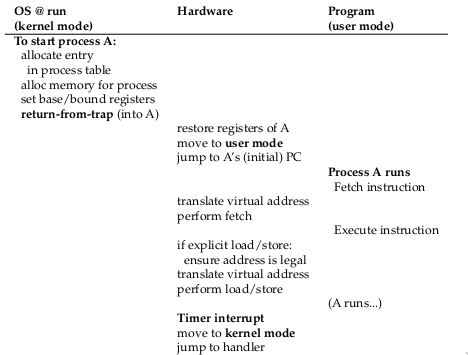 OS @ run Hardware Program
(kernel mode) (user mode)
To start process A:
allocate entry
in process table
alloc memory for process
set base/bound registers
return-from-trap (into A)
restore registers of A
move to user mode
jump to A's (initial) PC
Process A runs
Fetch instruction
translate virtual address
perform fetch
Execute instruction
if explicit load/store:
ensure address is legal
translate virtual address
perform load/store
(A runs...)
Timer interrupt
move to kernel mode
jump to handler